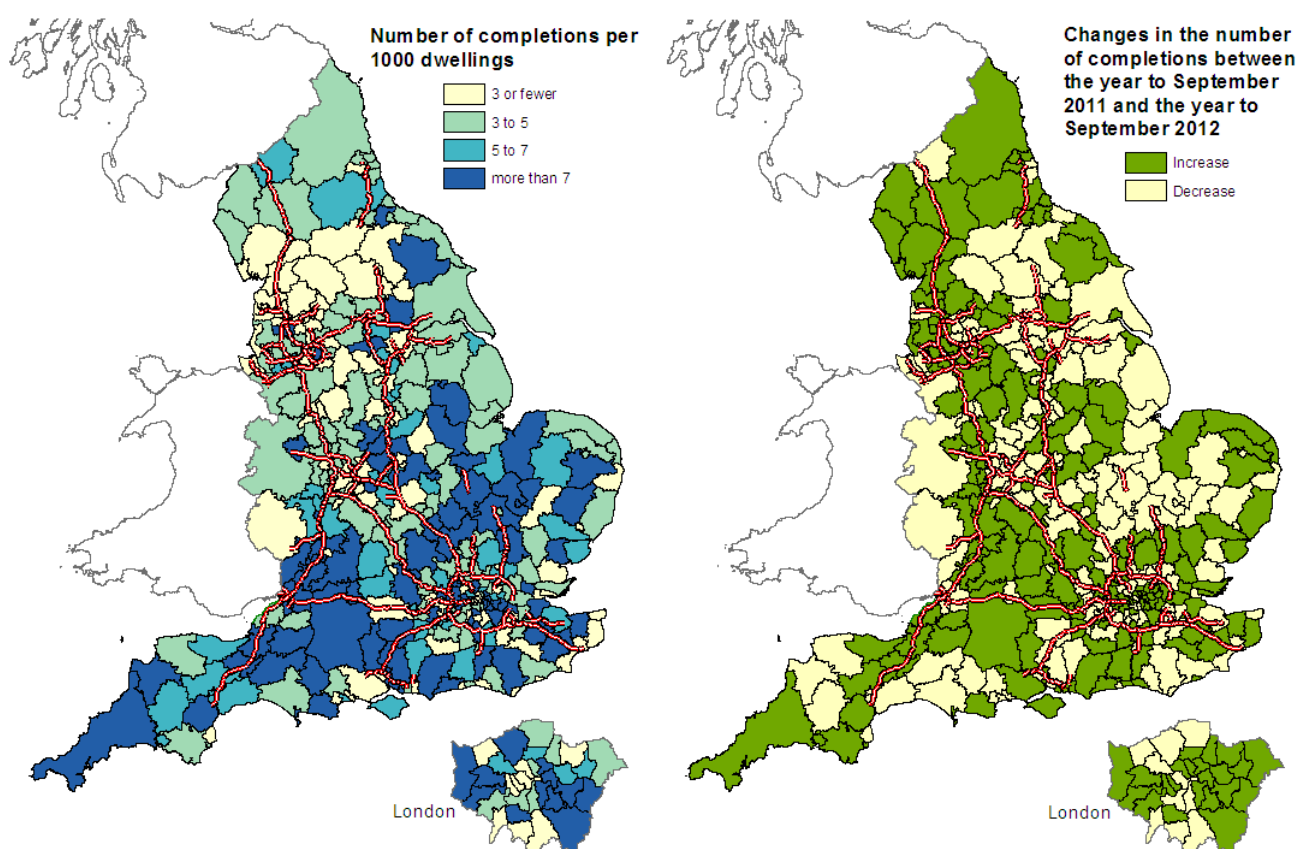 Number of completions per
1000 dwellings
3 or fewer
3 to 5
5 to 7
more than 7
London
Changes in the number
of completions between
the year to September
2011 and the year to
September 2012
Increase
Decrease
London